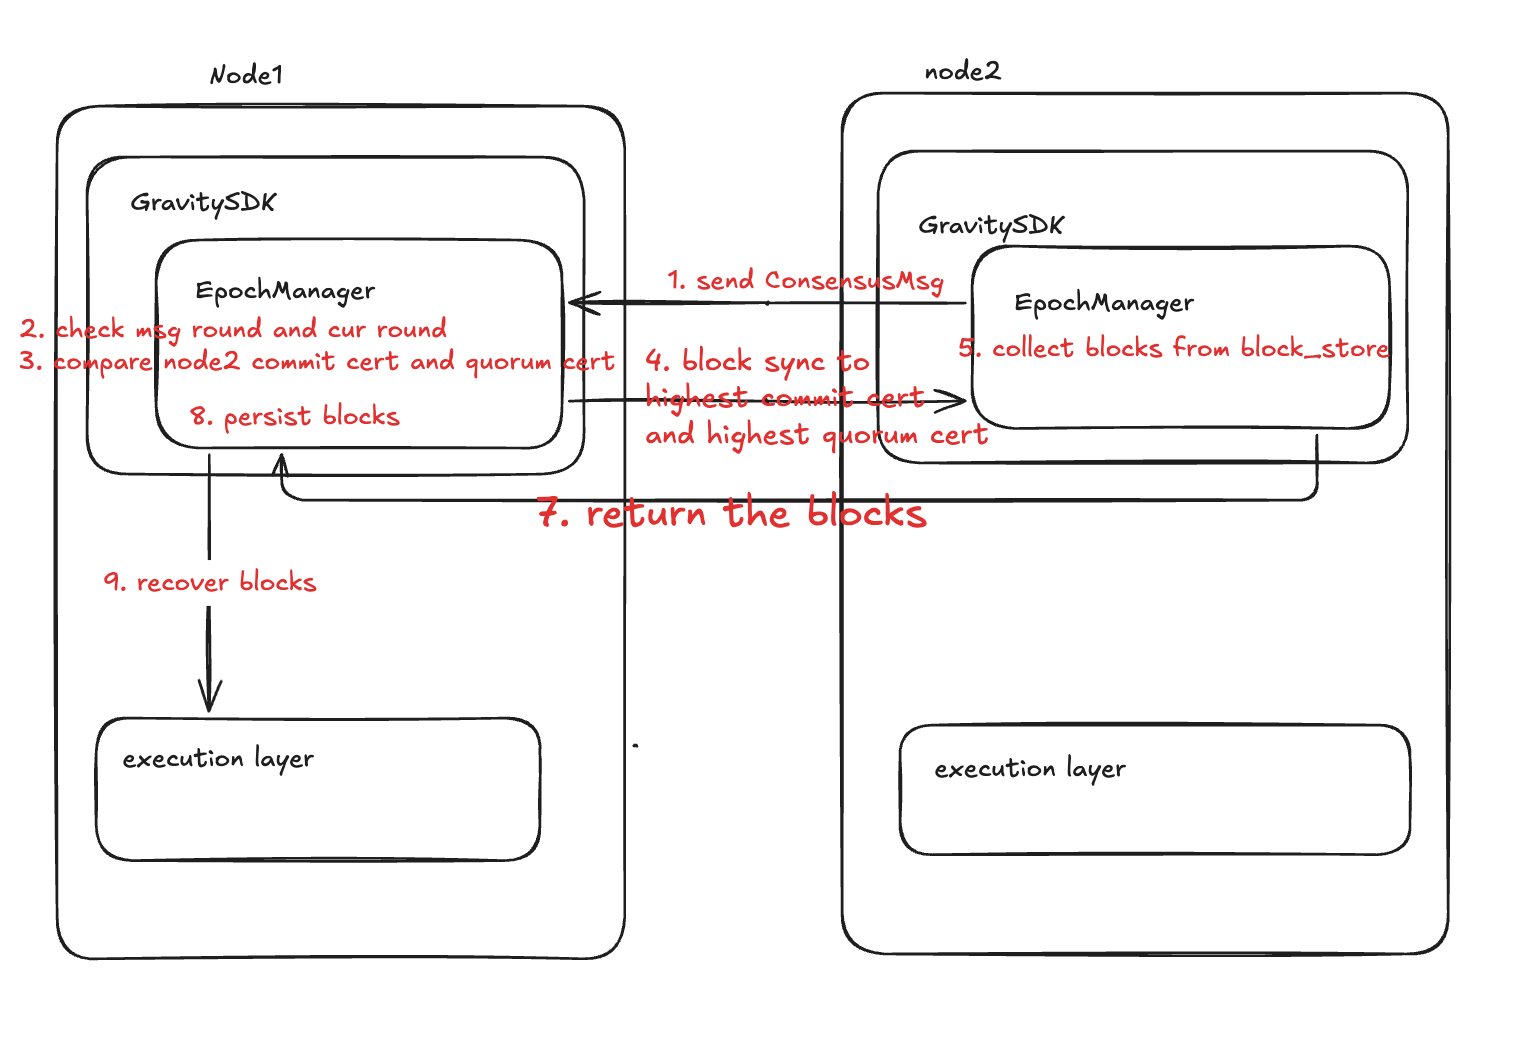 Node1
GravitySDK
EpochManager
2. check msg round and cur round
3. compare node2 commit cert and quorum cert
8. persist blocks
9. recover blocks
execution layer
1. send ConsensusMsg
4. block sync to
highest commit cert
and highest quorum cert
7. return the blocks
node2
GravitySDK
EpochManager
5. collect blocks from block_store
execution layer